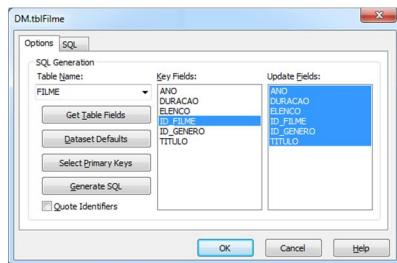 DM.tblFilme
Options SQL
SQL Generation
Table Name:
FILME
Get Table Fields
Dataset Defaults
Select Primary Keys
Generate SQL
Quote Identifiers
Key Fields:
ANO
DURACAO
ELENCO
ID_FILME
ID_GENERO
TITULO
Update Fields:
ANO
DURACAO
ELENCO
ID_FILME
ID_GENERO
TITULO
OK Cancel Help